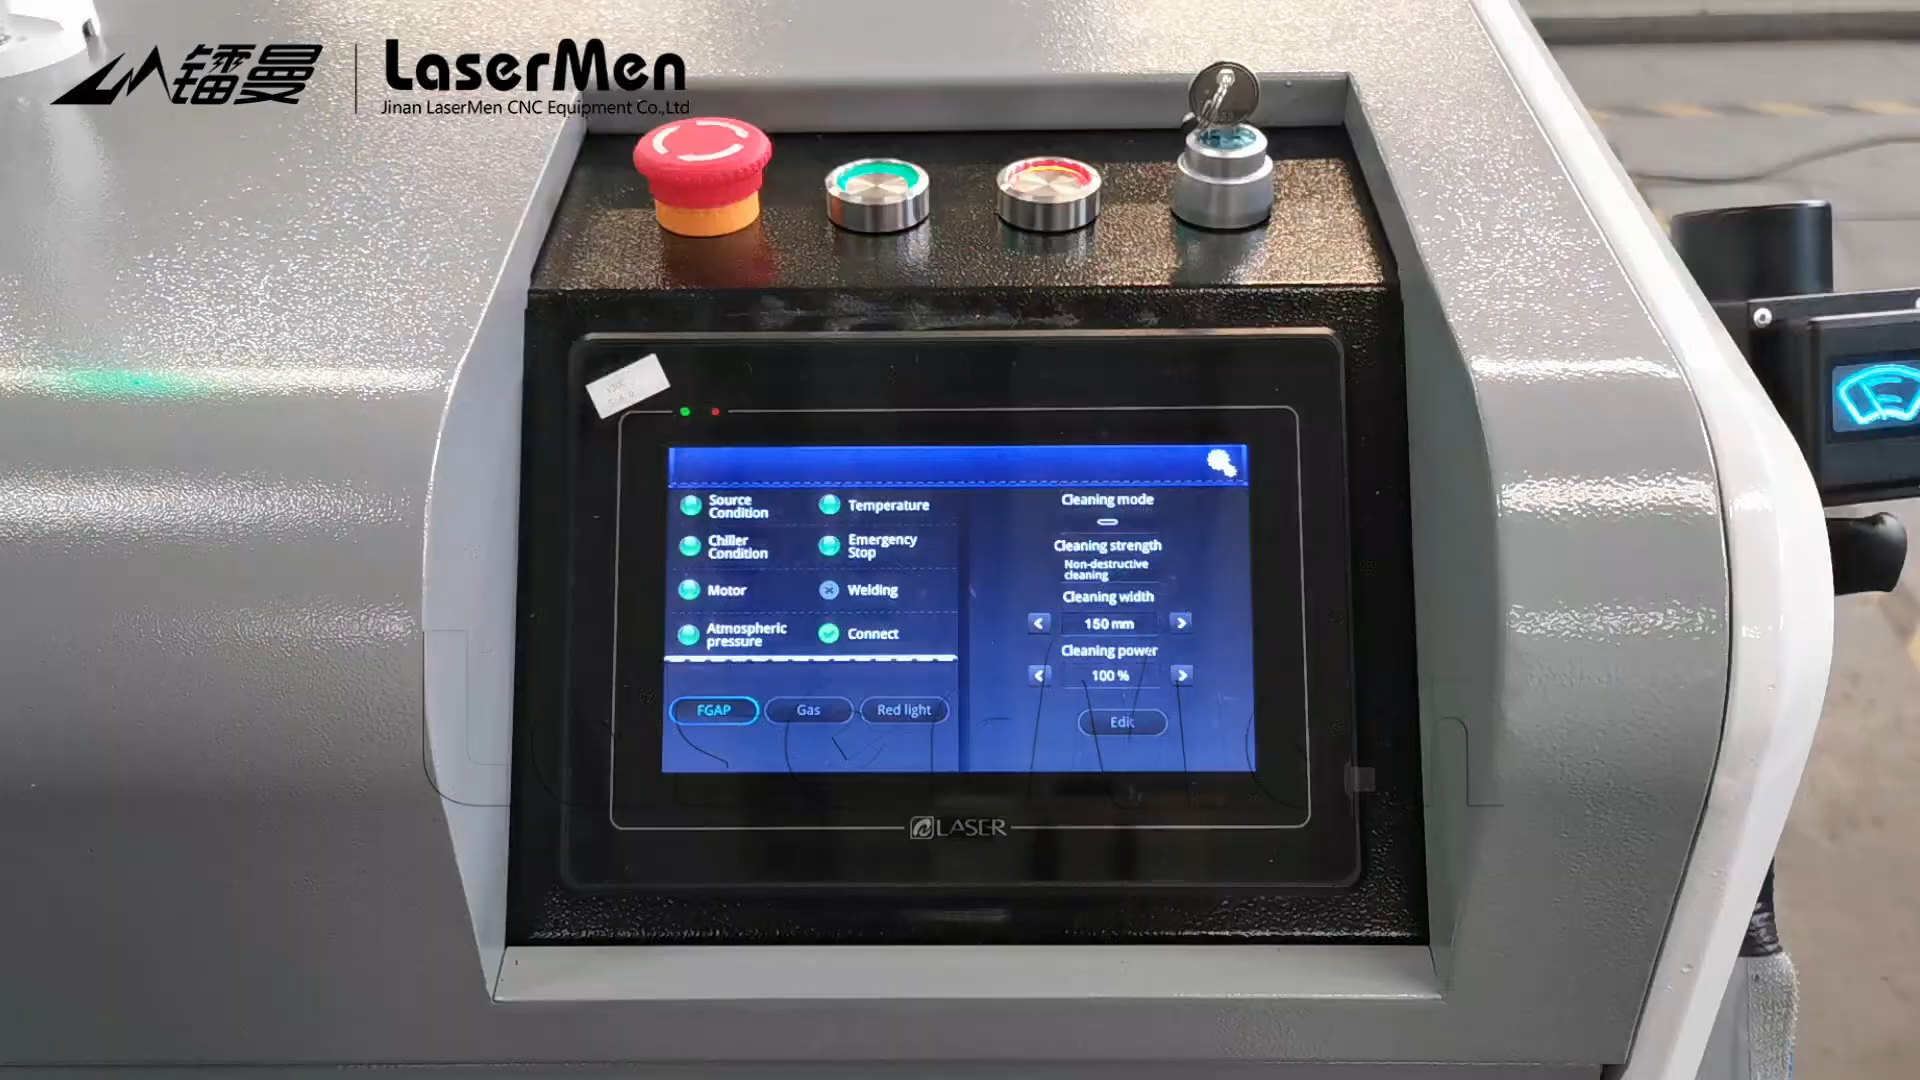 镭曼
LaserMen
Jinan LaserMen CNC Equipment Co.,Ltd
Source
Condition
Temperature
Chiller
Condition
Emergency
Stop
Motor
Welding
Atmospheric
pressure
Connect
FGAP
Gas
Red light
Cleaning mode
Cleaning strength
Non-destructive
cleaning
Cleaning width
< 150 mm >
Cleaning power
< 100 % >
Edit
LASER